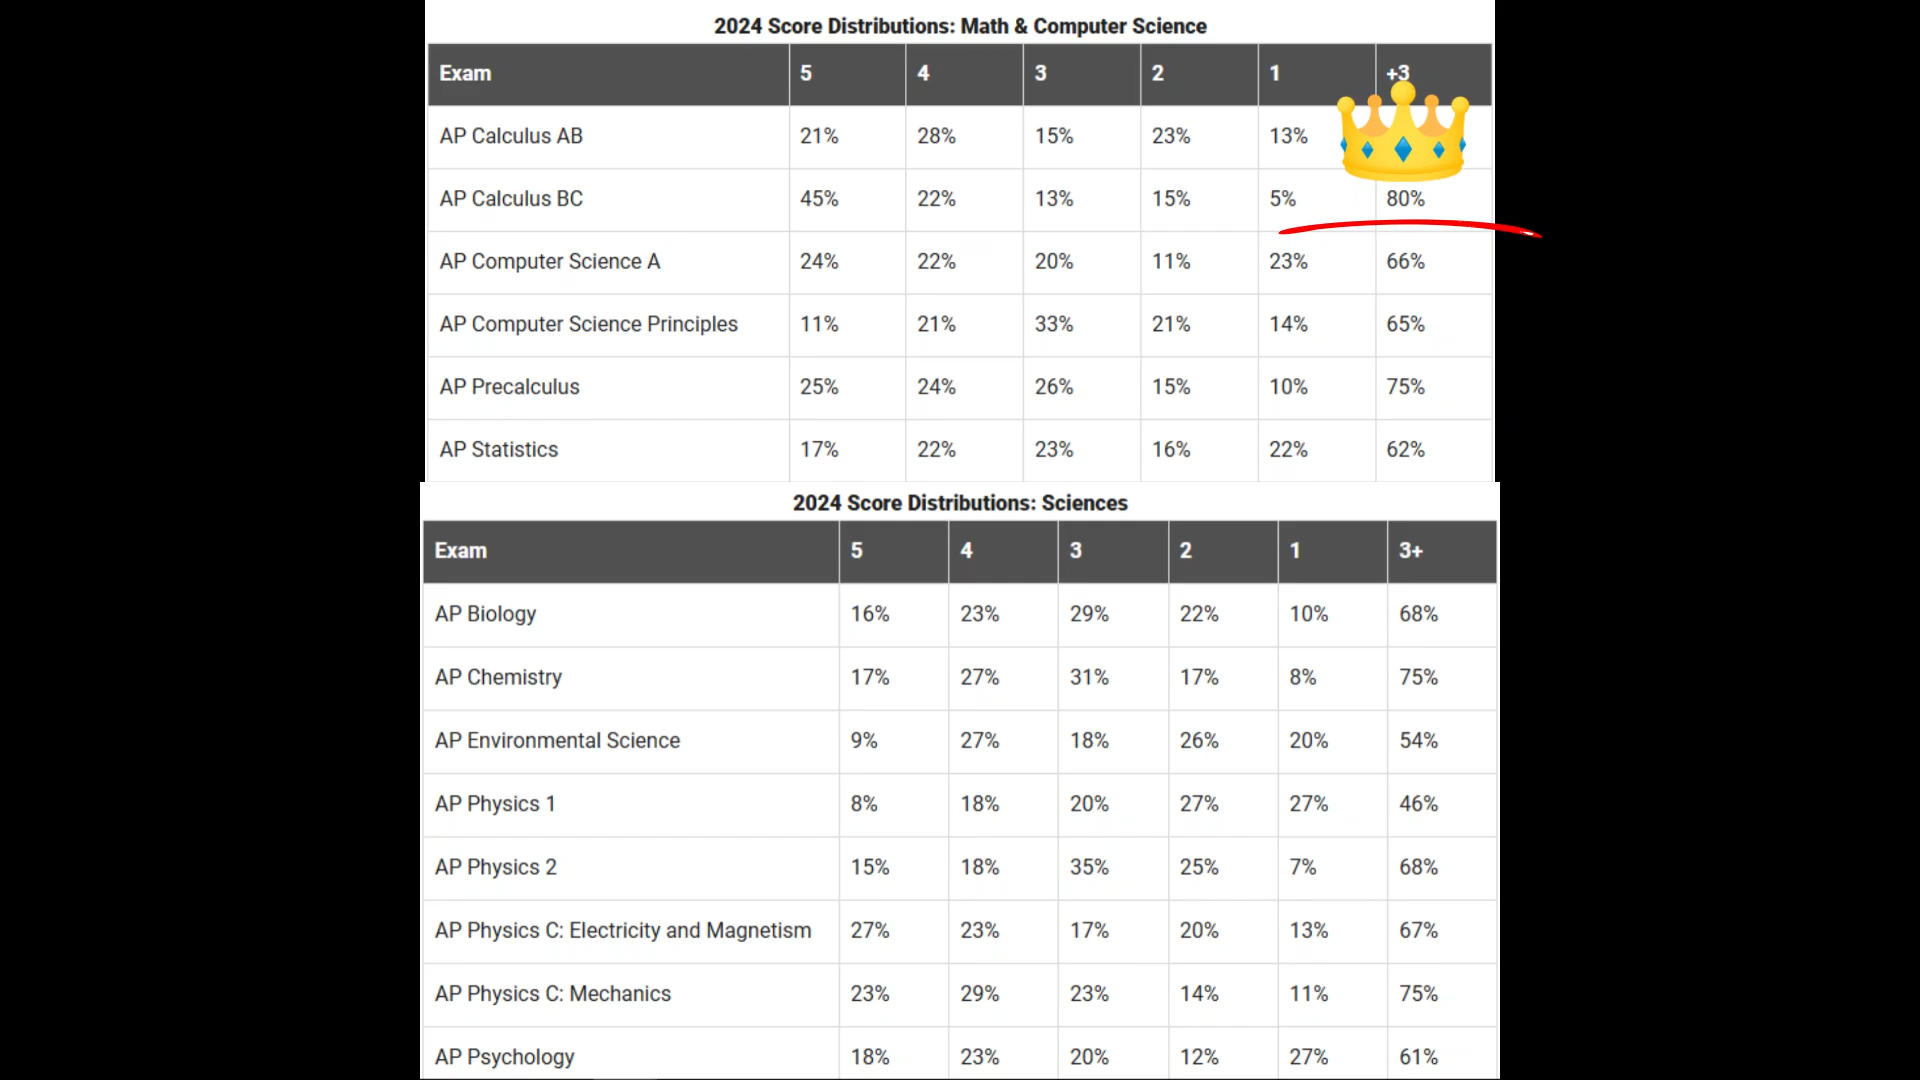 2024 Score Distributions: Math & Computer Science
Exam 5 4 3 2 1 +3
AP Calculus AB 21% 28% 15% 23% 13%
AP Calculus BC 45% 22% 13% 15% 5% 80%
AP Computer Science A 24% 22% 20% 11% 23% 66%
AP Computer Science Principles 11% 21% 33% 21% 14% 65%
AP Precalculus 25% 24% 26% 15% 10% 75%
AP Statistics 17% 22% 23% 16% 22% 62%
2024 Score Distributions: Sciences
Exam 5 4 3 2 1 3+
AP Biology 16% 23% 29% 22% 10% 68%
AP Chemistry 17% 27% 31% 17% 8% 75%
AP Environmental Science 9% 27% 18% 26% 20% 54%
AP Physics 1 8% 18% 20% 27% 27% 46%
AP Physics 2 15% 18% 35% 25% 7% 68%
AP Physics C: Electricity and Magnetism 27% 23% 17% 20% 13% 67%
AP Physics C: Mechanics 23% 29% 23% 14% 11% 75%
AP Psychology 18% 23% 20% 12% 27% 61%